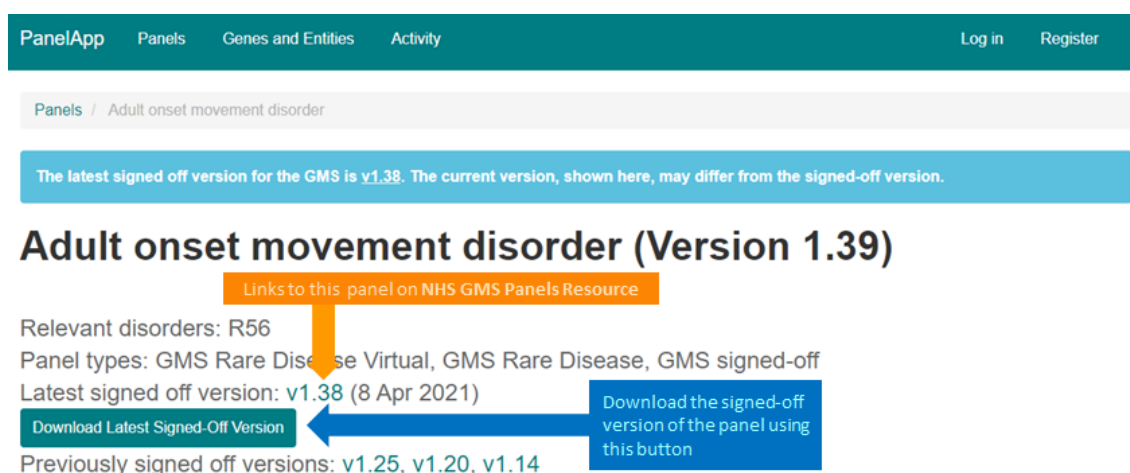 PanelApp Panels Genes and Entities Activity Log in Register
Panels / Adult onset movement disorder
The latest signed off version for the GMS is v1.38. The current version, shown here, may differ from the signed-off version.
Adult onset movement disorder (Version 1.39)
Links to this panel on NHS GMS Panels Resource
Relevant disorders: R56
Panel types: GMS Rare Disease Virtual, GMS Rare Disease, GMS signed-off
Latest signed off version: v1.38 (8 Apr 2021)
Download the signed-off
version of the panel using
this button
Download Latest Signed-Off Version
Previously signed off versions: v1.25, v1.20, v1.14